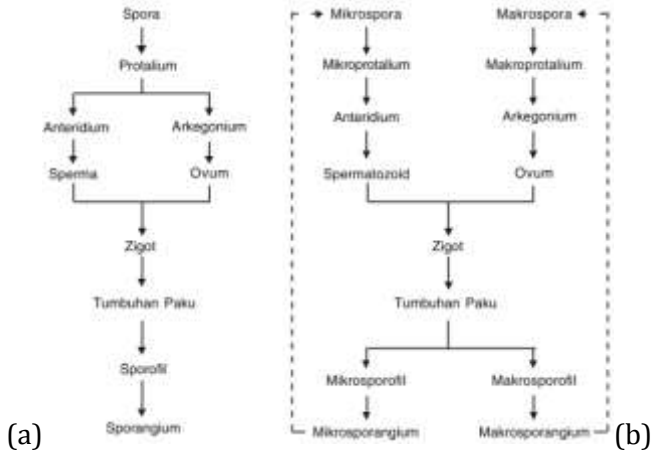 Spora
Protalium
Anteridium Arkegonium
Sperma Ovum
Zigot
Tumbuhan Paku
Sporofil
Sporangium
(a)
Mikrospora Makrospora
Mikroprotalium Makroprotalium
Anteridium Arkegonium
Spermatozoid Ovum
Zigot
Tumbuhan Paku
Mikrosporofil Makrosporofil
Mikrosporangium Makrosporangium
(b)